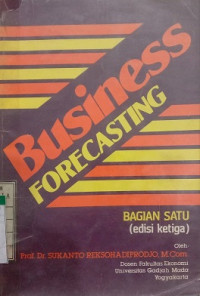 Business
FORECASTING
BAGIAN SATU
(edisi ketiga)
Oleh:
Prof. Dr. SUKANTO REKSOHADIPRODJO, M.Com.
Dosen Fakultas Ekonomi
Universitas Gadjah Mada
Yogyakarta